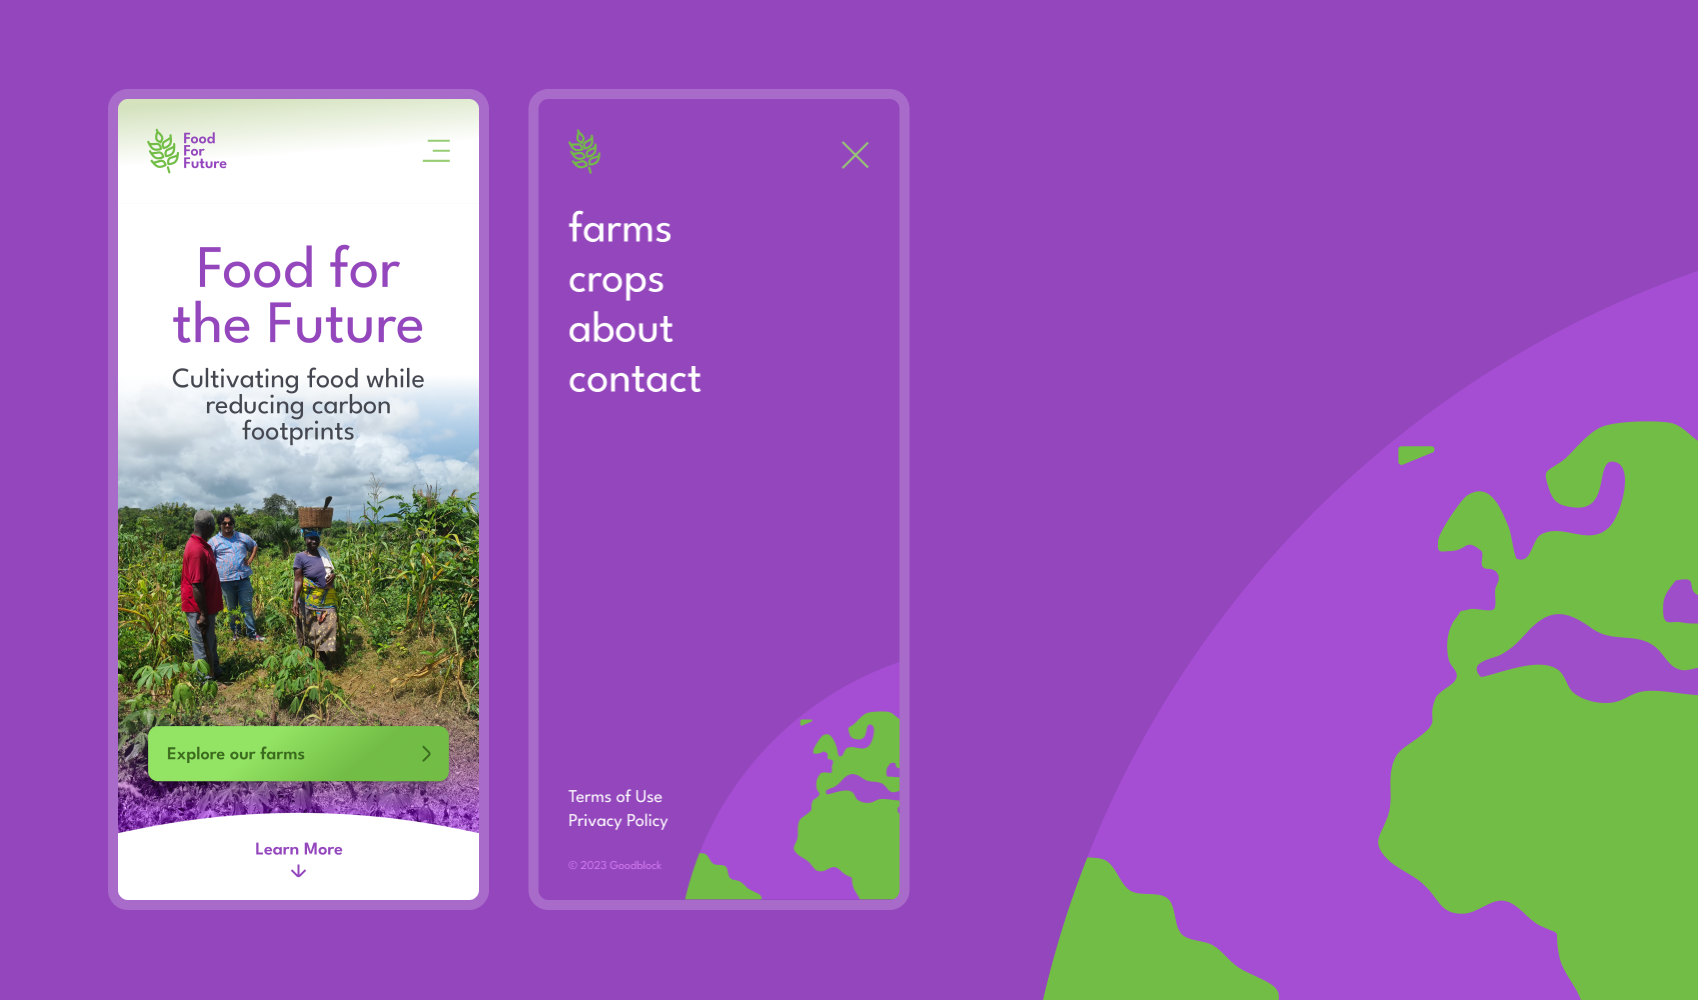 Food
For
Future
Food for
the Future
Cultivating food while
reducing carbon
footprints
Explore our farms
Learn More
farms
crops
about
contact
Terms of Use
Privacy Policy
© 2023 Goodblock